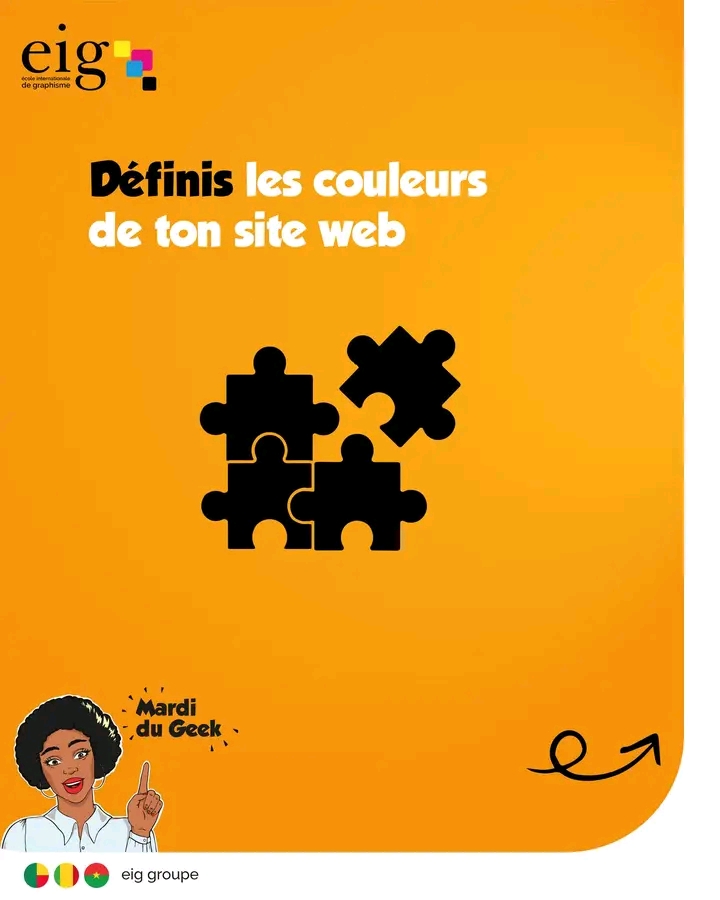 eig
école internationale
de graphisme
Définis les couleurs
de ton site web
Mardi
du Geek
eig groupe